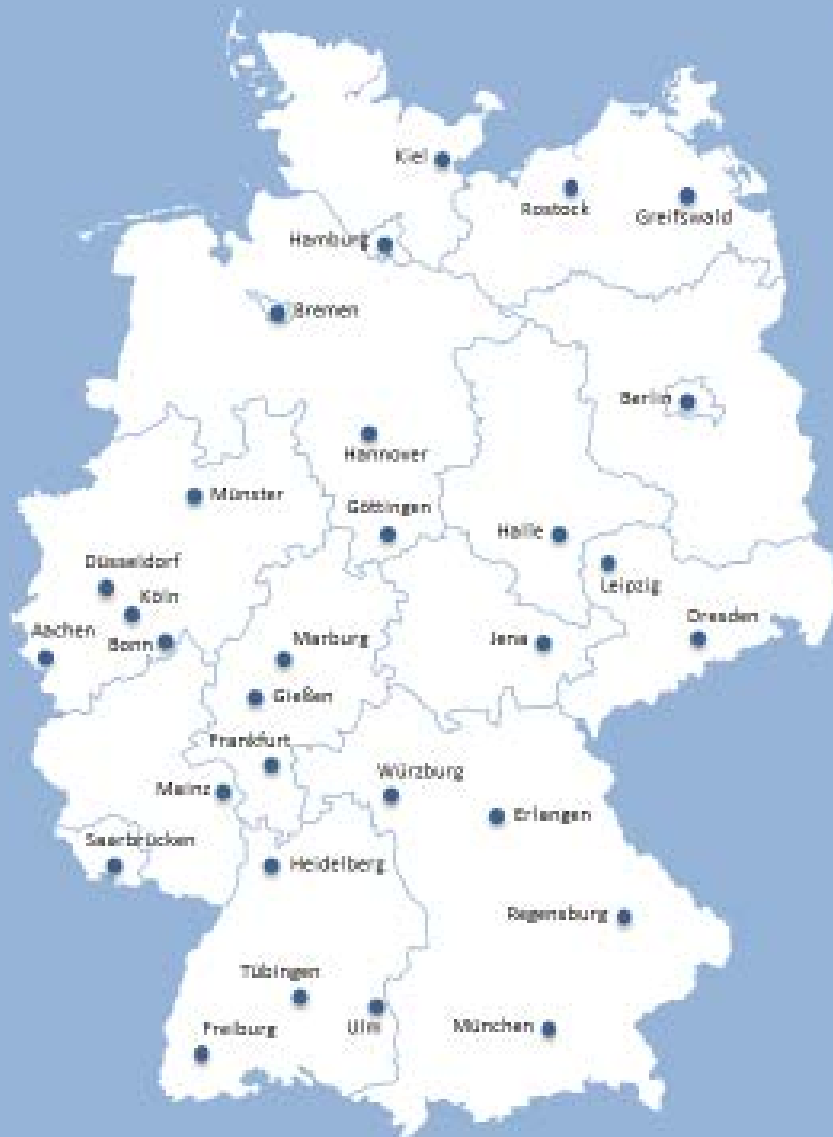 Kiel
Rostock
Greifswald
Hamburg
Bremen
Berlin
Hannover
Münster
Göttingen
Halle
Düsseldorf
Leipzig
Köln
Dresden
Aachen
Bonn
Marburg
Jena
Gießen
Frankfurt
Würzburg
Mainz
Erlangen
Saarbrücken
Heidelberg
Regensburg
Tübingen
Freiburg
Ulm
München